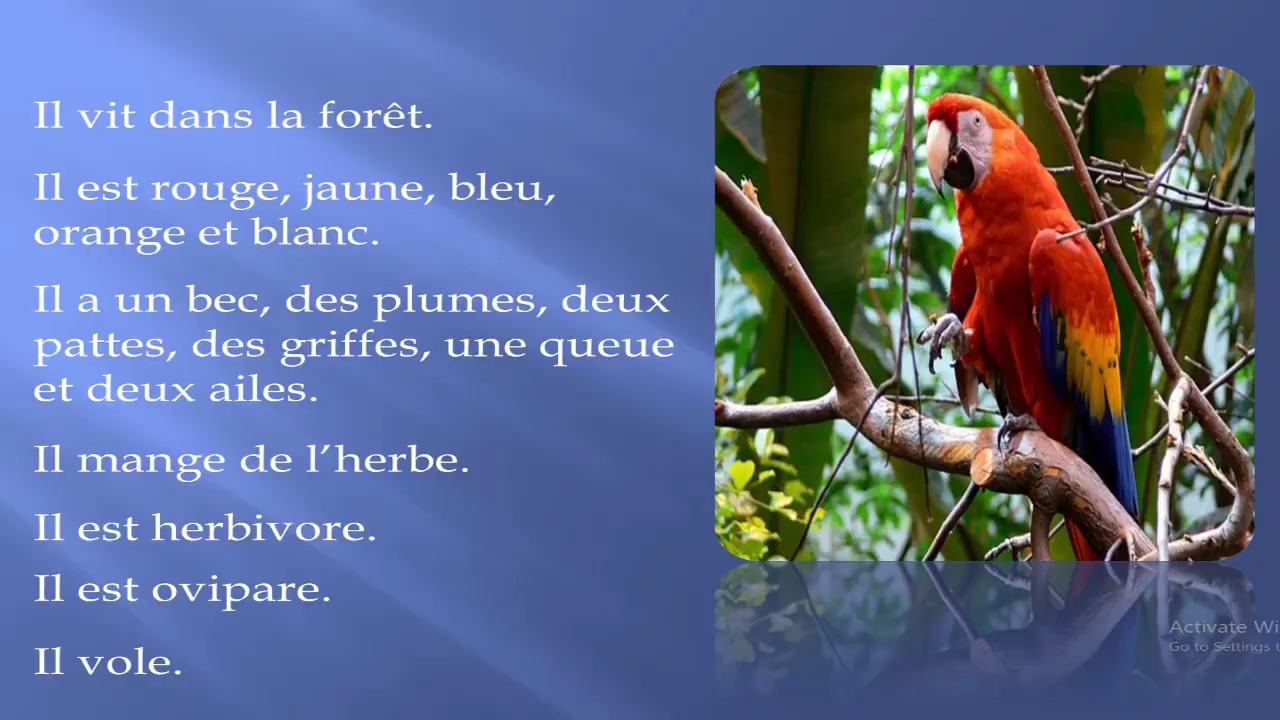 Il vit dans la forêt.
Il est rouge, jaune, bleu,
orange et blanc.
Il a un bec, des plumes, deux
pattes, des griffes, une queue
et deux ailes.
Il mange de l’herbe.
Il est herbivore.
Il est ovipare.
Il vole.
Activate Wi
Go to Settings t